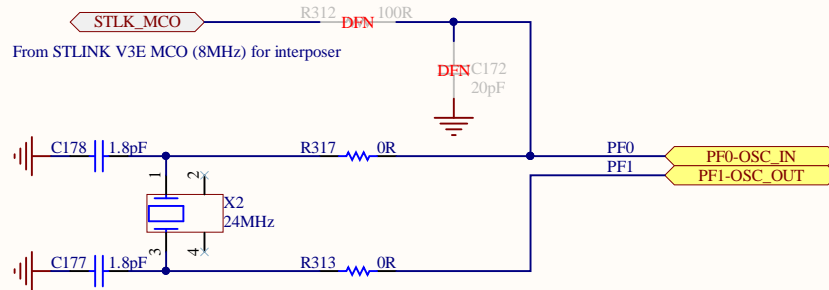 STLK_MCO
R312
DFN
100R
From STLINK V3E MCO (8MHz) for interposer
DFN
C172
20pF
C178
1.8pF
R317
0R
PF0
PF0-OSC_IN
PF1
PF1-OSC_OUT
1
2
X2
24MHz
3
4
C177
1.8pF
R313
0R